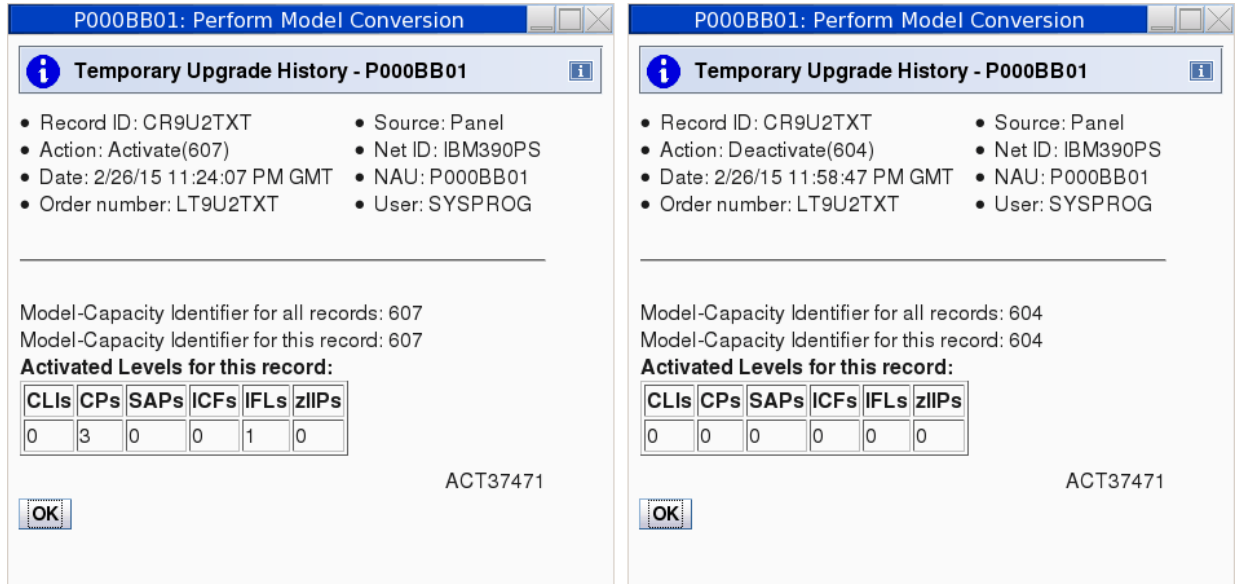 P000BB01: Perform Model Conversion
Temporary Upgrade History - P000BB01
• Record ID: CR9U2TXT • Source: Panel
• Action: Activate(607) • Net ID: IBM390PS
• Date: 2/26/15 11:24:07 PM GMT • NAU: P000BB01
• Order number: LT9U2TXT • User: SYSPROG
Model-Capacity Identifier for all records: 607
Model-Capacity Identifier for this record: 607
Activated Levels for this record:
CLIs CPs SAPs ICFs IFLs zIIPs
0 3 0 0 1 0
ACT37471
OK
P000BB01: Perform Model Conversion
Temporary Upgrade History - P000BB01
• Record ID: CR9U2TXT • Source: Panel
• Action: Deactivate(604) • Net ID: IBM390PS
• Date: 2/26/15 11:58:47 PM GMT • NAU: P000BB01
• Order number: LT9U2TXT • User: SYSPROG
Model-Capacity Identifier for all records: 604
Model-Capacity Identifier for this record: 604
Activated Levels for this record:
CLIs CPs SAPs ICFs IFLs zIIPs
0 0 0 0 0 0
ACT37471
OK